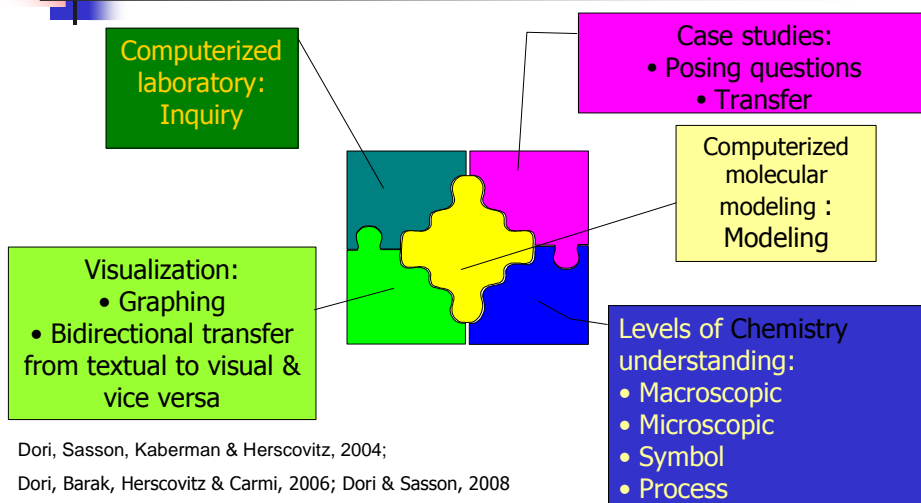 Computerized
laboratory:
Inquiry
Case studies:
• Posing questions
• Transfer
Computerized
molecular
modeling :
Modeling
Visualization:
• Graphing
• Bidirectional transfer
from textual to visual &
vice versa
Levels of Chemistry
understanding:
• Macroscopic
• Microscopic
• Symbol
• Process
Dori, Sasson, Kaberman & Herscovitz, 2004;
Dori, Barak, Herscovitz & Carmi, 2006; Dori & Sasson, 2008